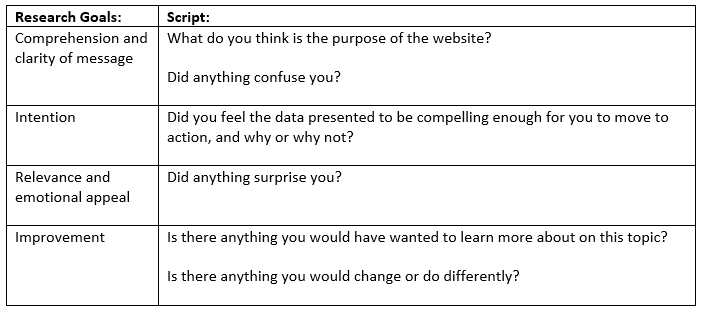 Research Goals: Script:
Comprehension and clarity of message
What do you think is the purpose of the website?
Did anything confuse you?
Intention
Did you feel the data presented to be compelling enough for you to move to
action, and why or why not?
Relevance and
emotional appeal
Did anything surprise you?
Improvement
Is there anything you would have wanted to learn more about on this topic?
Is there anything you would change or do differently?